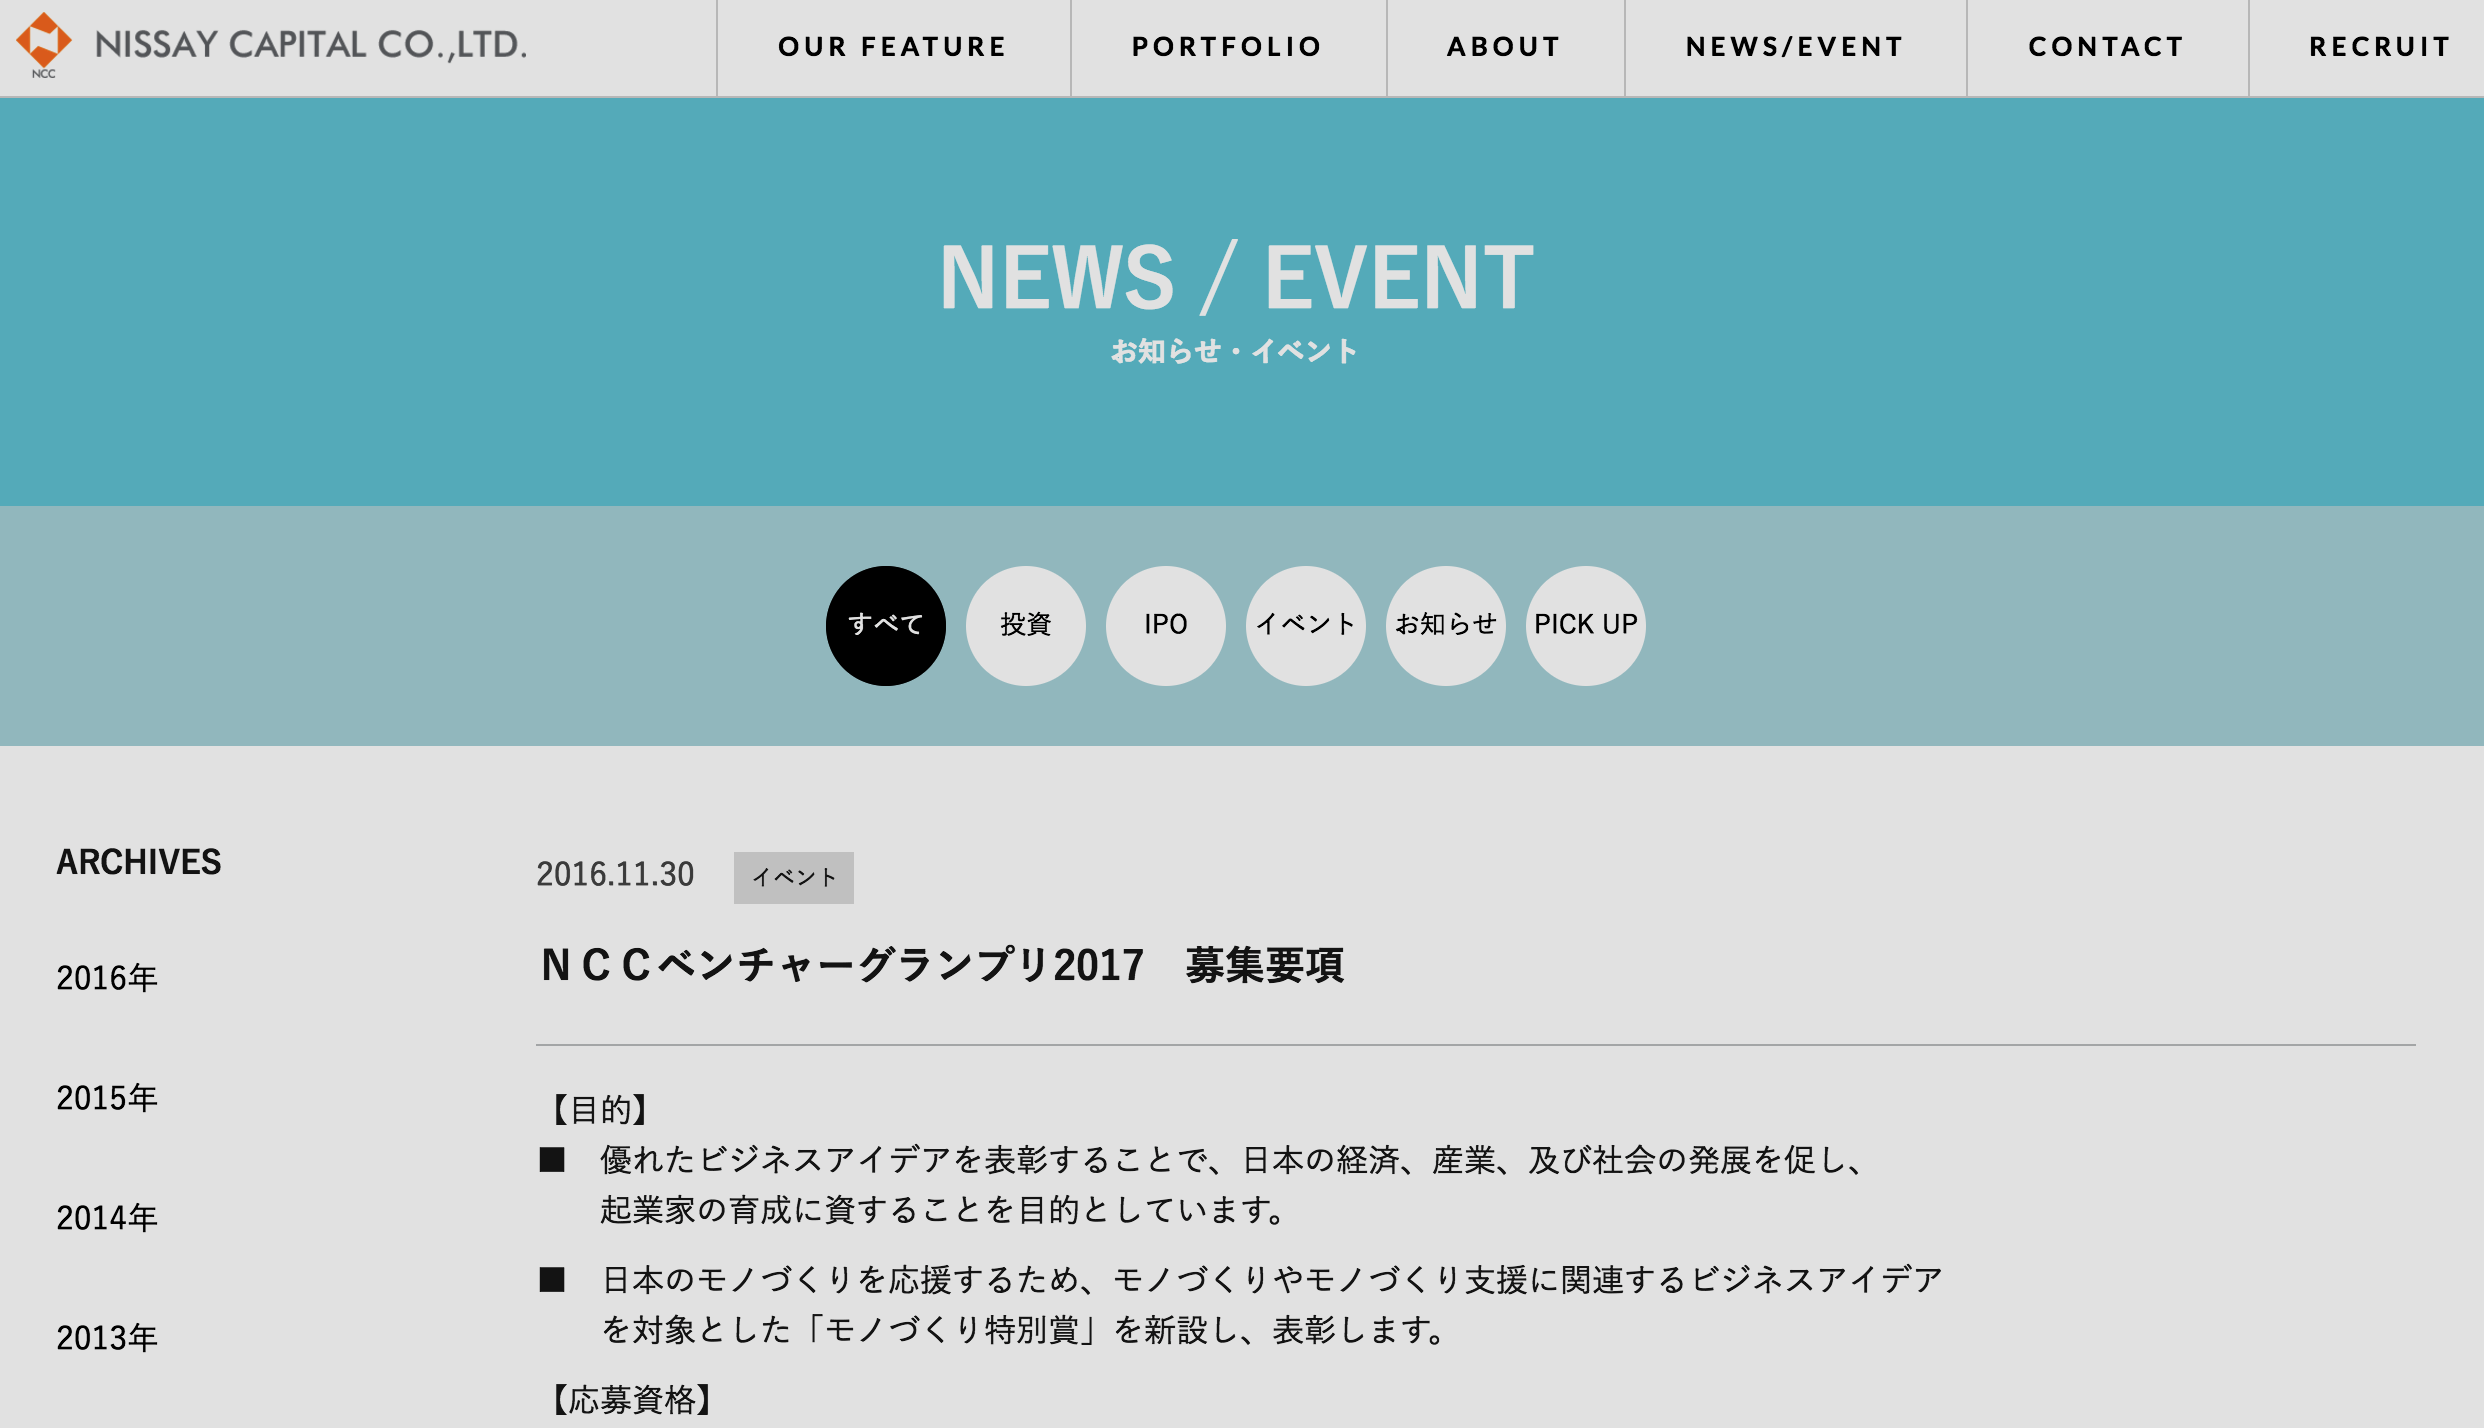 NCC
NISSAY CAPITAL CO.,LTD.
OUR FEATURE
PORTFOLIO
ABOUT
NEWS/EVENT
CONTACT
RECRUIT
NEWS / EVENT
お知らせ・イベント
すべて
投資
IPO
イベント
お知らせ
PICK UP
ARCHIVES
2016年
2015年
2014年
2013年
2016.11.30
イベント
ＮＣＣベンチャーグランプリ2017　募集要項
【目的】
■　優れたビジネスアイデアを表彰することで、日本の経済、産業、及び社会の発展を促し、
起業家の育成に資することを目的としています。
■　日本のモノづくりを応援するため、モノづくりやモノづくり支援に関連するビジネスアイデア
を対象とした「モノづくり特別賞」を新設し、表彰します。
【応募資格】